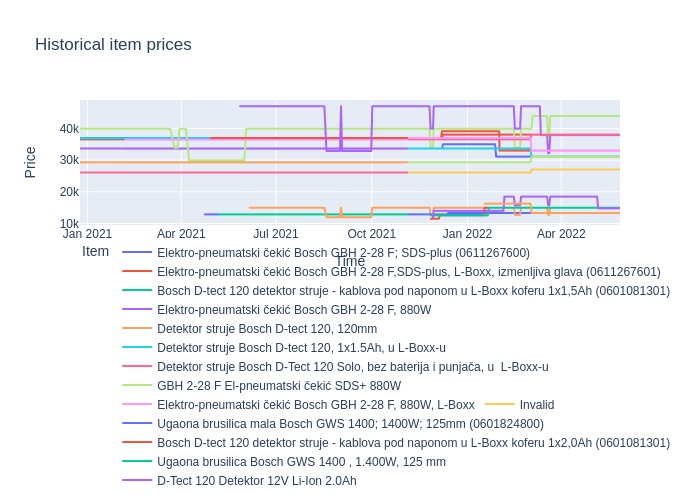 Historical item prices
Price
40k
30k
20k
10k
Jan 2021 Apr 2021 Jul 2021 Oct 2021 Jan 2022 Apr 2022
Time
Item
Elektro-pneumatski čekić Bosch GBH 2-28 F; SDS-plus (0611267600)
Elektro-pneumatski čekić Bosch GBH 2-28 F,SDS-plus, L-Boxx, izmenljiva glava (0611267601)
Bosch D-tect 120 detektor struje - kablova pod naponom u L-Boxx koferu 1x1,5Ah (0601081301)
Elektro-pneumatski čekić Bosch GBH 2-28 F, 880W
Detektor struje Bosch D-tect 120, 120mm
Detektor struje Bosch D-tect 120, 1x1.5Ah, u L-Boxx-u
Detektor struje Bosch D-Tect 120 Solo, bez baterija i punjača, u L-Boxx-u
GBH 2-28 F El-pneumatski čekić SDS+ 880W
Elektro-pneumatski čekić Bosch GBH 2-28 F, 880W, L-Boxx Invalid
Ugaona brusilica mala Bosch GWS 1400; 1400W; 125mm (0601824800)
Bosch D-tect 120 detektor struje - kablova pod naponom u L-Boxx koferu 1x2,0Ah (0601081301)
Ugaona brusilica Bosch GWS 1400 , 1.400W, 125 mm
D-Tect 120 Detektor 12V Li-Ion 2.0Ah